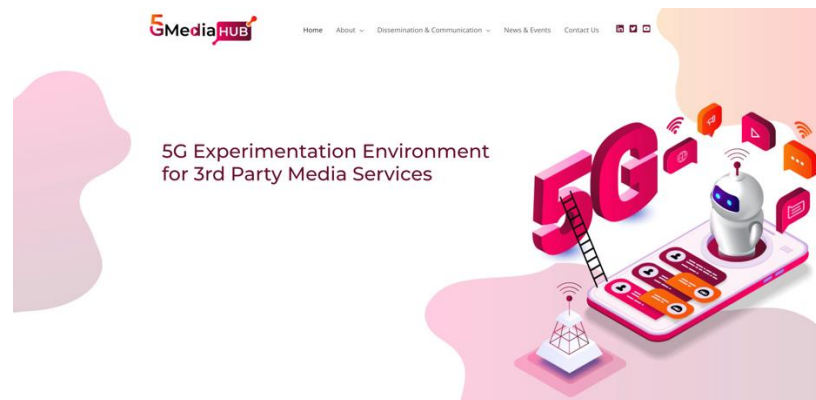 5GMediaHUB
Home About Dissemination & Communication News & Events Contact Us
5G Experimentation Environment
for 3rd Party Media Services
5G